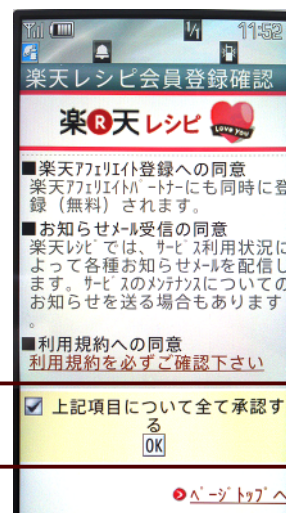 1/1 11:52
楽天レシピ会員登録確認
楽R天レシピ Love you
■楽天ｱﾌｨﾘｴｲﾄ登録への同意
楽天ｱﾌｨﾘｴｲﾄﾊﾟｰﾄﾅｰにも同時に登
録（無料）されます。
■お知らせﾒｰﾙ受信の同意
楽天ﾚｼﾋﾟでは、ｻｰﾋﾞｽ利用状況に
よって各種お知らせﾒｰﾙを配信し
ます。ｻｰﾋﾞｽのﾒﾝﾃﾅﾝｽについての
お知らせを送る場合もあります
。
■利用規約への同意
利用規約を必ずご確認下さい
上記項目について全て承認す
る
OK
ﾍﾟｰｼﾞﾄｯﾌﾟへ